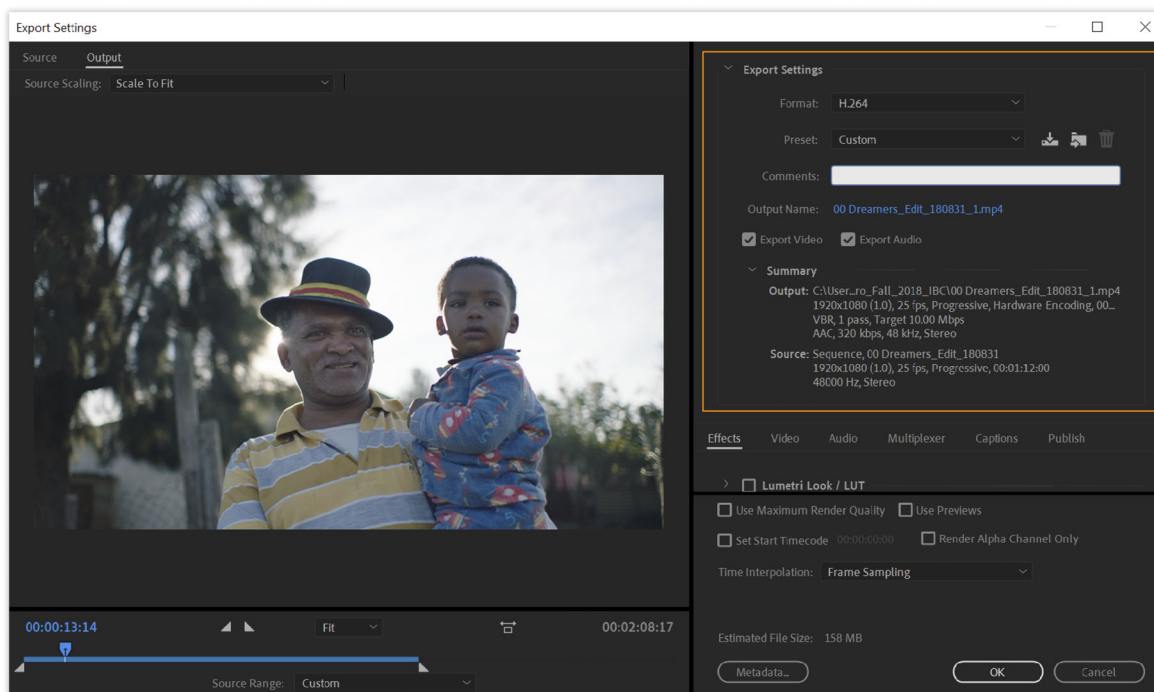 Export Settings
Source Output
Source Scaling: Scale To Fit
00:00:13:14 Fit 00:02:08:17
Source Range: Custom
Export Settings
Format: H.264
Preset: Custom
Comments:
Output Name: 00 Dreamers_Edit_180831_1.mp4
Export Video Export Audio
Summary
Output: C:\User...ro_Fall_2018_IBC\00 Dreamers_Edit_180831_1.mp4
1920x1080 (1.0), 25 fps, Progressive, Hardware Encoding, 00...
VBR, 1 pass, Target 10.00 Mbps
AAC, 320 kbps, 48 kHz, Stereo
Source: Sequence, 00 Dreamers_Edit_180831
1920x1080 (1.0), 25 fps, Progressive, 00:01:12:00
48000 Hz, Stereo
Effects Video Audio Multiplexer Captions Publish
Lumetri Look / LUT
Use Maximum Render Quality Use Previews
Set Start Timecode 00:00:00:00 Render Alpha Channel Only
Time Interpolation: Frame Sampling
Estimated File Size: 158 MB
Metadata... OK Cancel